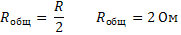 R_общ = R/2   R_общ = 2 Ом